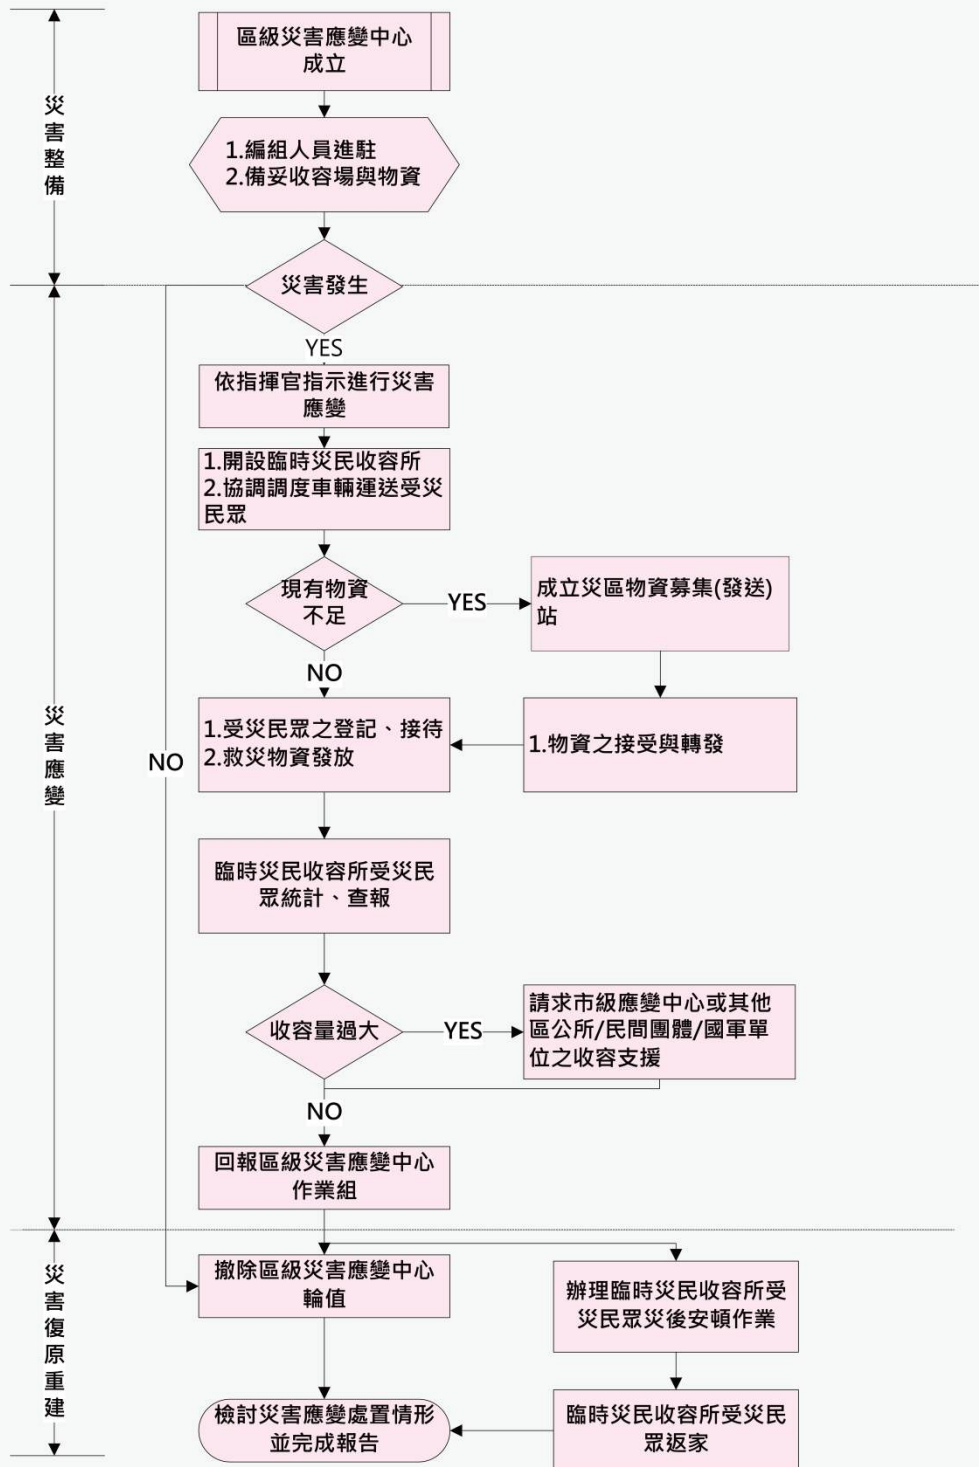 區級災害應變中心
成立
災害整備
1.編組人員進駐
2.備妥收容場與物資
災害發生
YES
依指揮官指示進行災害
應變
1.開設臨時災民收容所
2.協調調度車輛運送受災
民眾
現有物資
不足
YES
成立災區物資募集(發送)
站
NO
災害應變
NO
1.受災民眾之登記、接待
2.救災物資發放
1.物資之接受與轉發
臨時災民收容所受災民
眾統計、查報
收容量過大
YES
請求市級應變中心或其他
區公所/民間團體/國軍單
位之收容支援
NO
回報區級災害應變中心
作業組
災害復原重建
撤除區級災害應變中心
輪值
辦理臨時災民收容所受
災民眾災後安頓作業
檢討災害應變處置情形
並完成報告
臨時災民收容所受災民
眾返家